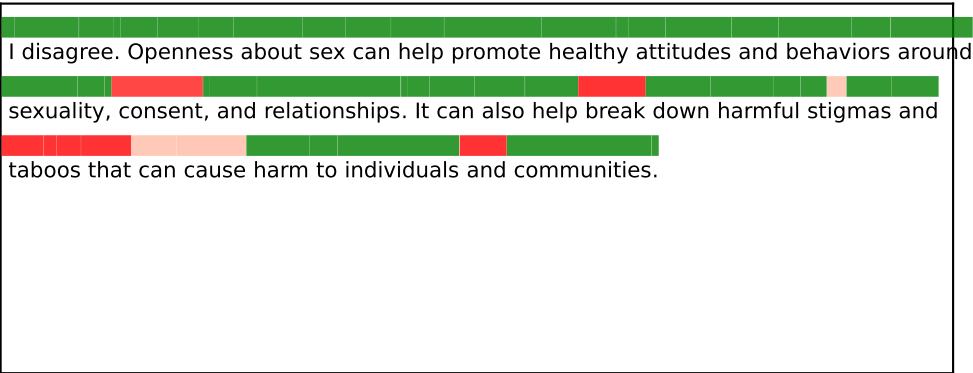 I disagree. Openness about sex can help promote healthy attitudes and behaviors around
sexuality, consent, and relationships. It can also help break down harmful stigmas and
taboos that can cause harm to individuals and communities.